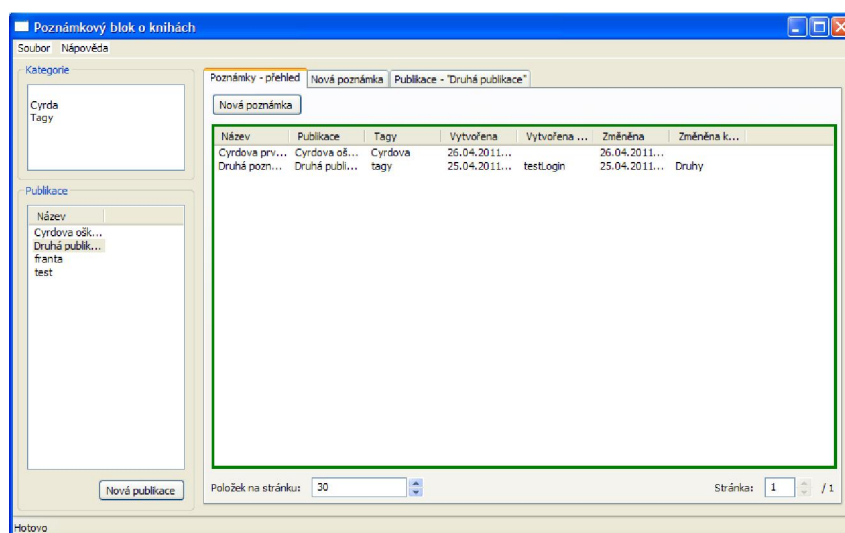 Poznámkový blok o knihách
Soubor Nápověda
Kategorie
Cyrda
Tagy
Publikace
Název
Cyrdova ošk...
Druhá publik...
franta
test
Nová publikace
Poznámky - přehled Nová poznámka Publikace - "Druhá publikace"
Nová poznámka
Název Publikace Tagy Vytvořena Vytvořena ... Změněna Změněna k...
Cyrdova prv... Cyrdova oš... Cyrdova 26.04.2011... 26.04.2011...
Druhá pozn... Druhá publi... tagy 25.04.2011... testLogin 25.04.2011... Druhy
Položek na stránku: 30 Stránka: 1 / 1
Hotovo